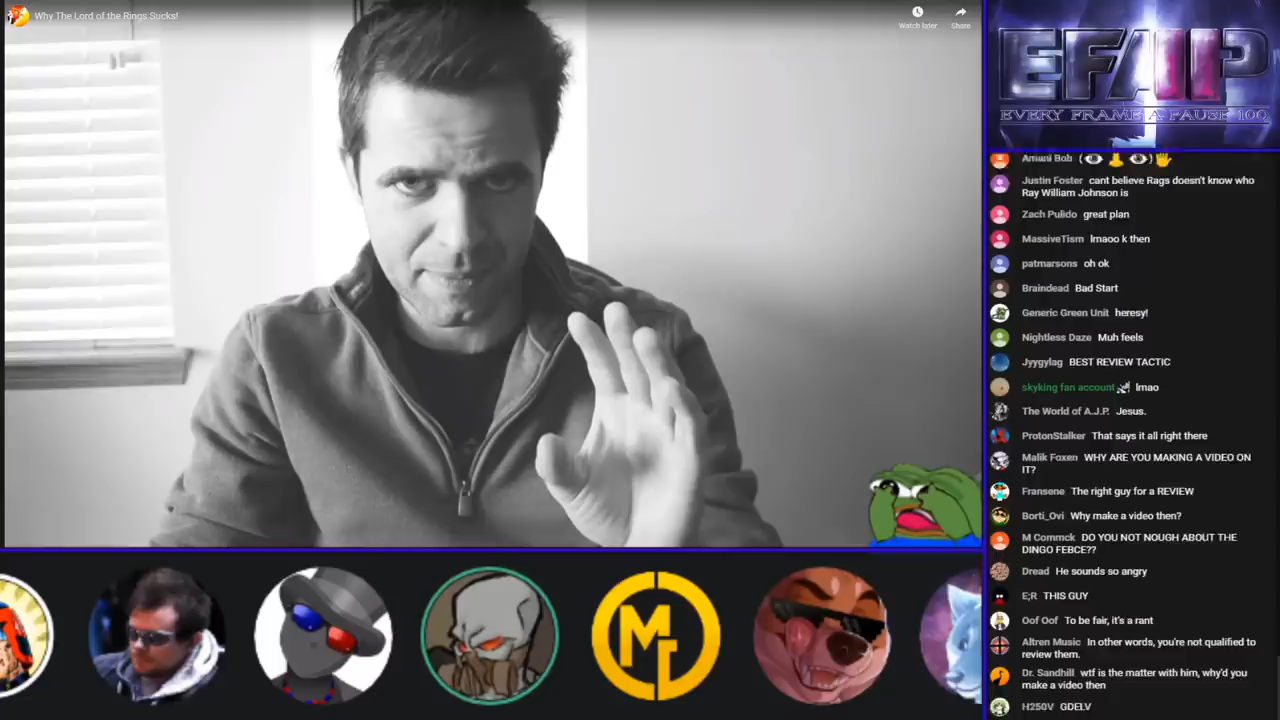 Why The Lord of the Rings Sucks!
Watch later
Share
EFAP
EVERY FRAME A PAUSE 100
Amani Bob
Justin Foster cant believe Rags doesn't know who
Ray William Johnson is
Zach Pulido great plan
MassiveTism lmaoo k then
patmarsons oh ok
Braindead Bad Start
Generic Green Unit heresy!
Nightless Daze Muh feels
Jyygylag BEST REVIEW TACTIC
skyking fan account lmao
The World of A.J.P. Jesus.
ProtonStalker That says it all right there
Malik Foxen WHY ARE YOU MAKING A VIDEO ON
IT?
Fransene The right guy for a REVIEW
Borti_Ovi Why make a video then?
M Commck DO YOU NOT NOUGH ABOUT THE
DINGO FEBCE??
Dread He sounds so angry
E;R THIS GUY
Oof Oof To be fair, it's a rant
Altren Music In other words, you're not qualified to
review them.
Dr. Sandhill wtf is the matter with him, why'd you
make a video then
H250V GDELV